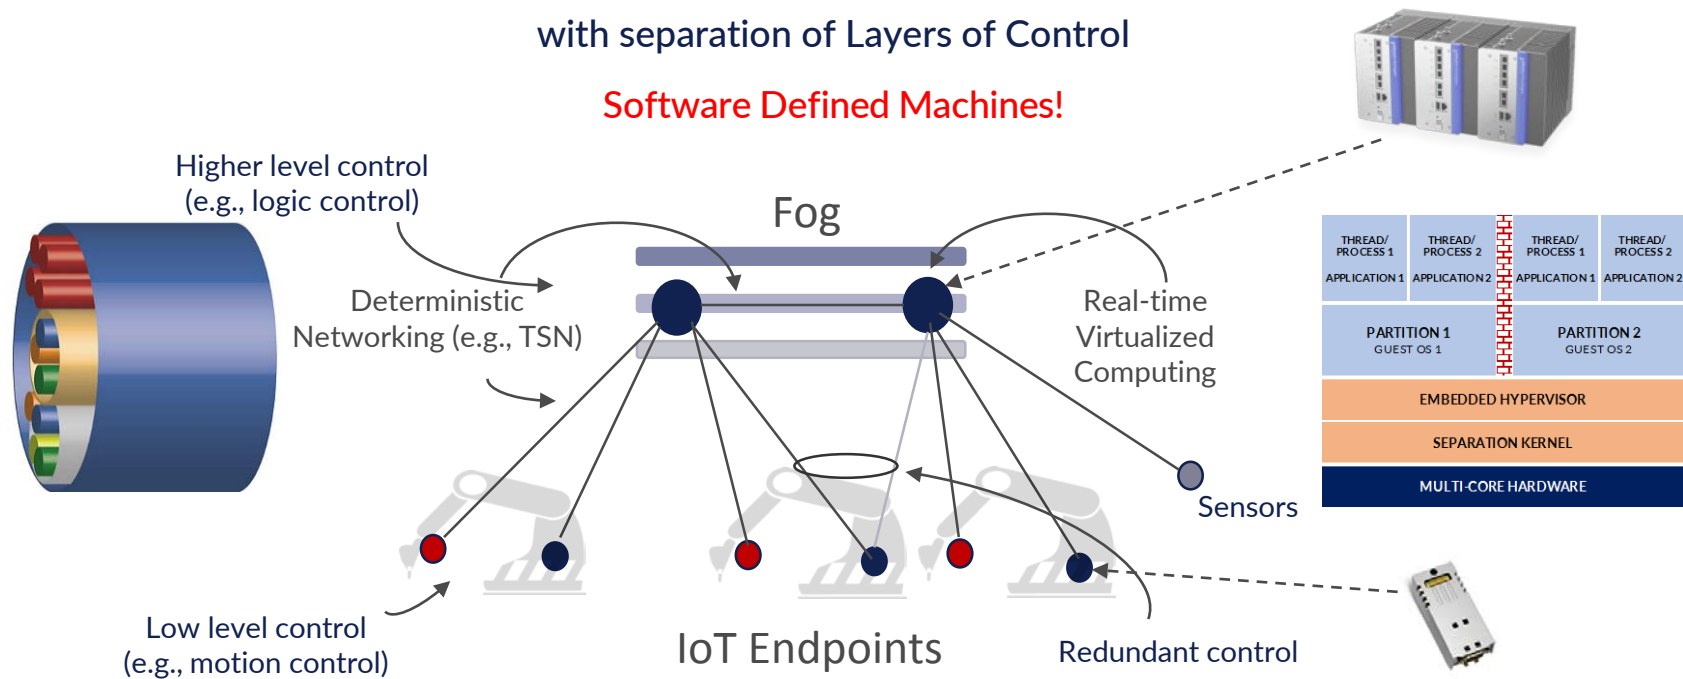 with separation of Layers of Control
Software Defined Machines!
Higher level control
(e.g., logic control)
Fog
Deterministic
Networking (e.g., TSN)
Real-time
Virtualized
Computing
THREAD/
PROCESS 1
APPLICATION 1
THREAD/
PROCESS 2
APPLICATION 2
THREAD/
PROCESS 1
APPLICATION 1
THREAD/
PROCESS 2
APPLICATION 2
PARTITION 1
GUEST OS 1
PARTITION 2
GUEST OS 2
EMBEDDED HYPERVISOR
SEPARATION KERNEL
MULTI-CORE HARDWARE
Sensors
Low level control
(e.g., motion control)
IoT Endpoints
Redundant control